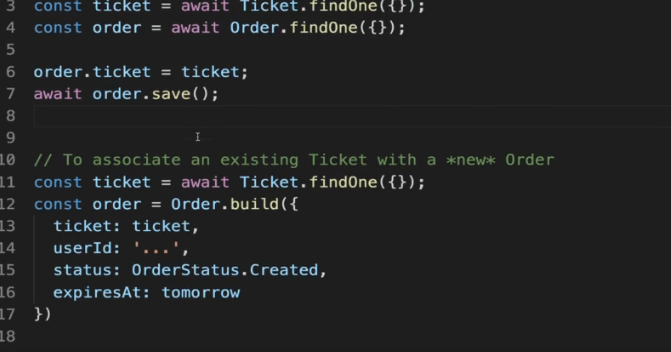 3 const ticket = await Ticket.findOne({});
4 const order = await Order.findOne({});
5
6 order.ticket = ticket;
7 await order.save();
8
9
10 // To associate an existing Ticket with a *new* Order
11 const ticket = await Ticket.findOne({});
12 const order = Order.build({
13 ticket: ticket,
14 userId: '...',
15 status: OrderStatus.Created,
16 expiresAt: tomorrow
17 })
18